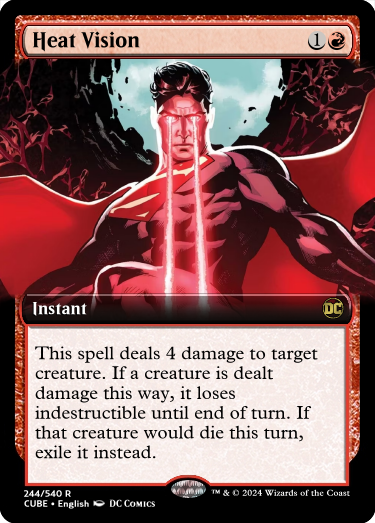 Heat Vision 1
Instant DC
This spell deals 4 damage to target
creature. If a creature is dealt
damage this way, it loses
indestructible until end of turn. If
that creature would die this turn,
exile it instead.
244/540 R
CUBE • English DC Comics
™ & © 2024 Wizards of the Coast